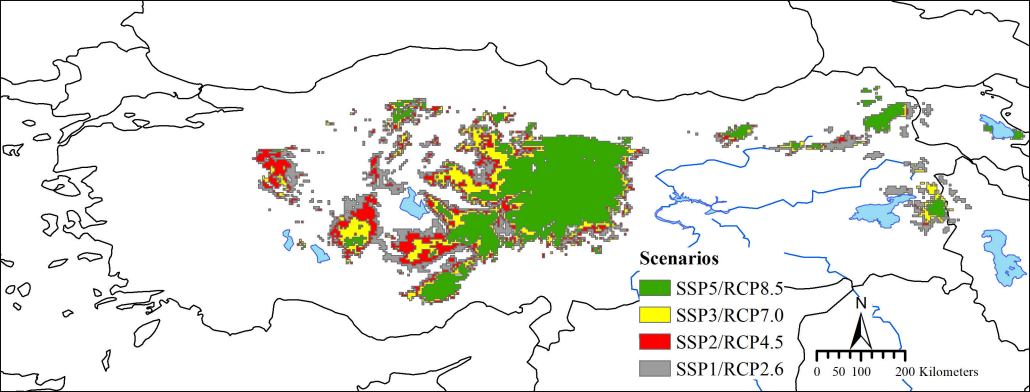 Scenarios
SSP5/RCP8.5
SSP3/RCP7.0
SSP2/RCP4.5
SSP1/RCP2.6
N
0 50 100 200 Kilometers